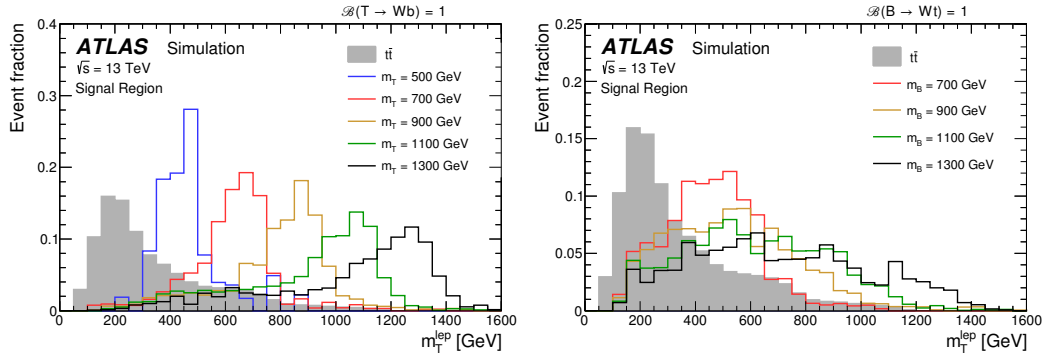 ℬ(T → Wb) = 1
Event fraction
0.4
0.3
0.2
0.1
0
ATLAS Simulation
√s = 13 TeV
Signal Region
tt̄
m_T = 500 GeV
m_T = 700 GeV
m_T = 900 GeV
m_T = 1100 GeV
m_T = 1300 GeV
0 200 400 600 800 1000 1200 1400 1600
m_T^lep [GeV]
ℬ(B → Wt) = 1
Event fraction
0.25
0.2
0.15
0.1
0.05
0
ATLAS Simulation
√s = 13 TeV
Signal Region
tt̄
m_B = 700 GeV
m_B = 900 GeV
m_B = 1100 GeV
m_B = 1300 GeV
0 200 400 600 800 1000 1200 1400 1600
m_T^lep [GeV]